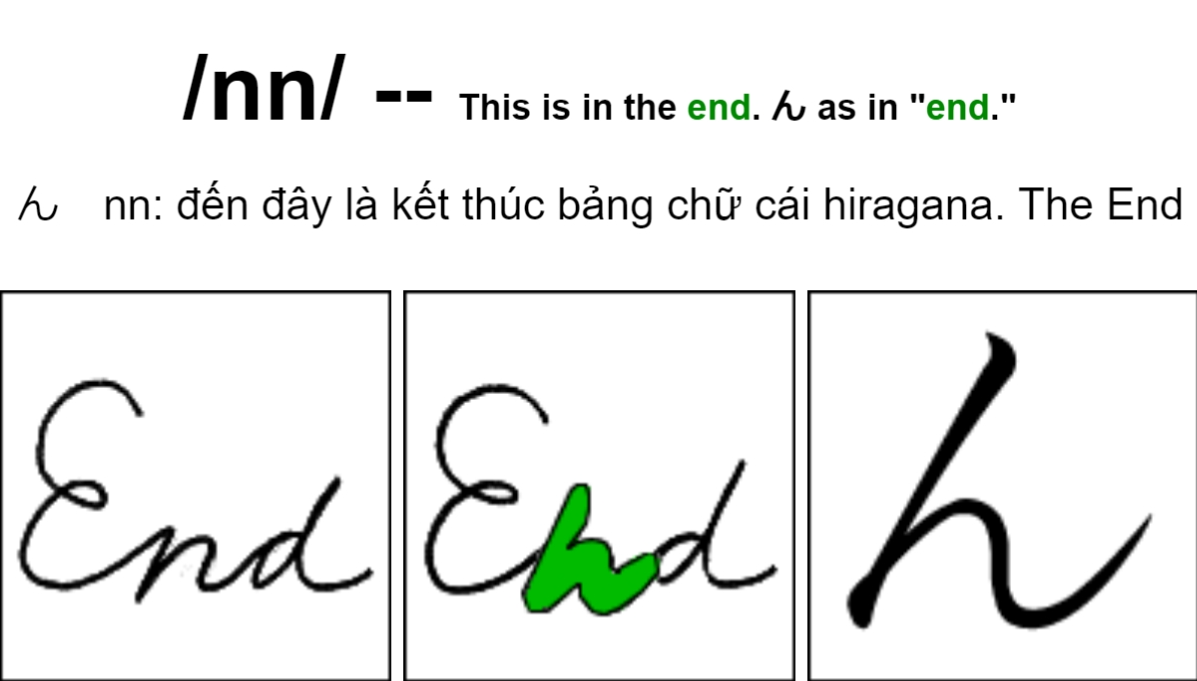 /nn/ -- This is in the end. ん as in "end."
ん nn: đến đây là kết thúc bảng chữ cái hiragana. The End
End End ん